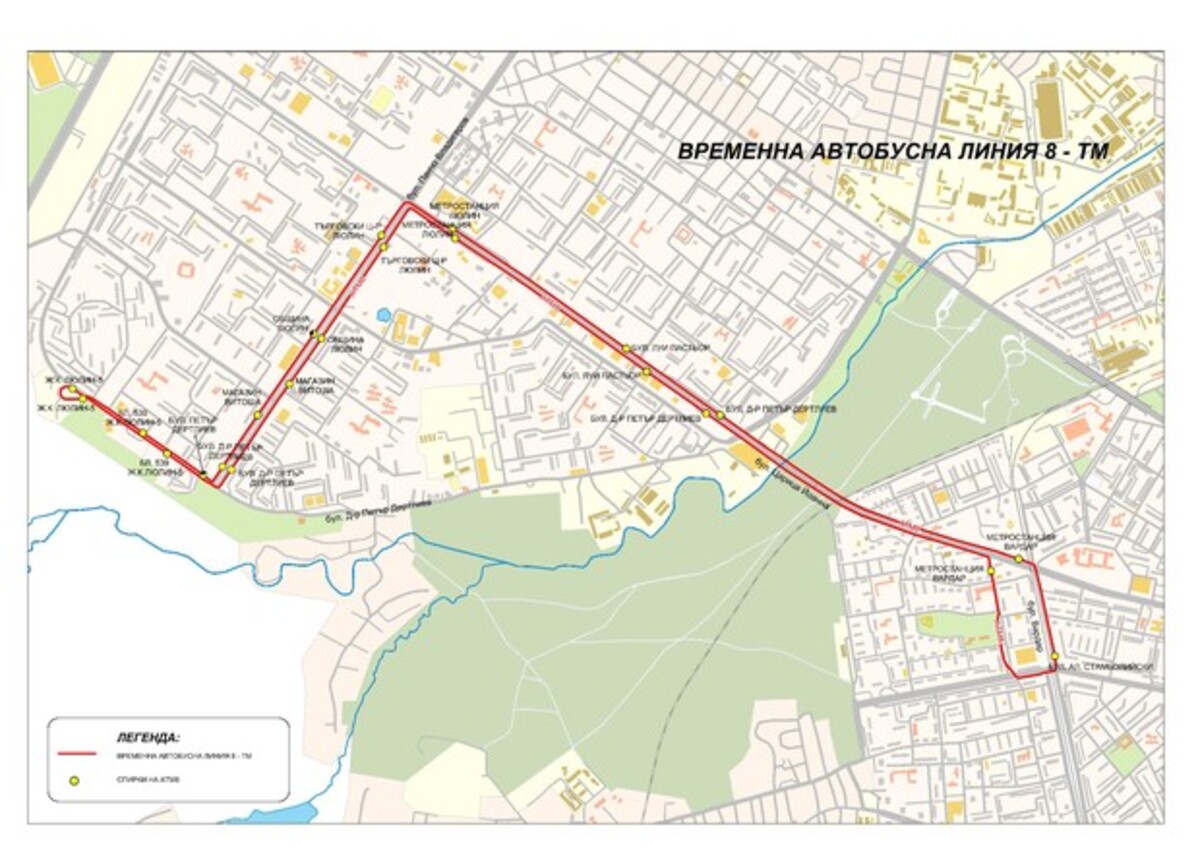 ВРЕМЕННА АВТОБУСНА ЛИНИЯ 8 - ТМ
бул. Панчо Владигеров
МЕТРОСТАНЦИЯ
ЛЮЛИН
МЕТРОСТАНЦИЯ
ЛЮЛИН
ТЪРГОВСКИ Ц-Р
ЛЮЛИН
ТЪРГОВСКИ Ц-Р
ЛЮЛИН
ОБЩИНА
ЛЮЛИН
ОБЩИНА
ЛЮЛИН
БУЛ. ЛУИ ПАСТЬОР
БУЛ. ЛУИ ПАСТЬОР
Ж.К. ЛЮЛИН-5
Ж.К. ЛЮЛИН-5
МАГАЗИН
ВИТОША
МАГАЗИН
ВИТОША
БУЛ. Д-Р ПЕТЪР ДЕРТЛИЕВ
БУЛ. Д-Р ПЕТЪР ДЕРТЛИЕВ
БЛ. 539
Ж.К. ЛЮЛИН-5
БУЛ. ПЕТЪР
ДЕРТЛИЕВ
БУЛ. Д-Р ПЕТЪР
ДЕРТЛИЕВ
БЛ. 539
Ж.К. ЛЮЛИН-5
БУЛ. Д-Р ПЕТЪР
ДЕРТЛИЕВ
бул. Царица Йоанна
бул. Д-р Петър Дертлиев
МЕТРОСТАНЦИЯ
ВАРДАР
МЕТРОСТАНЦИЯ
ВАРДАР
бул. Вардар
БУЛ. АЛ. СТАМБОЛИЙСКИ
ЛЕГЕНДА:
ВРЕМЕННА АВТОБУСНА ЛИНИЯ 8 - ТМ
СПИРКИ НА